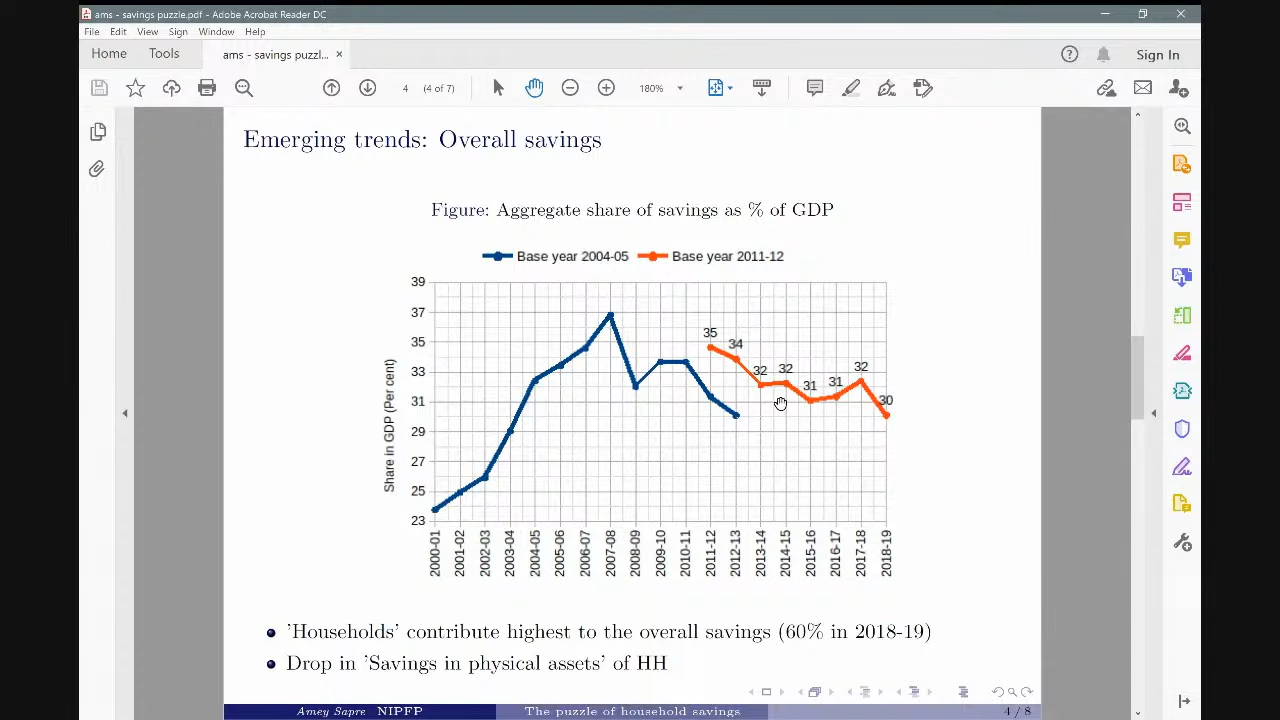 ams - savings puzzle.pdf - Adobe Acrobat Reader DC
File Edit View Sign Window Help
Home Tools ams - savings puzzl... × Sign In
4 (4 of 7) 180%
Emerging trends: Overall savings
Figure: Aggregate share of savings as % of GDP
Base year 2004-05 Base year 2011-12
Share in GDP (Per cent)
39
37
35
33
31
29
27
25
23
35 34 32 32 31 31 32 30
2000-01 2001-02 2002-03 2003-04 2004-05 2005-06 2006-07 2007-08 2008-09 2009-10 2010-11 2011-12 2012-13 2013-14 2014-15 2015-16 2016-17 2017-18 2018-19
'Households' contribute highest to the overall savings (60% in 2018-19)
Drop in 'Savings in physical assets' of HH
Amey Sapre NIPFP The puzzle of household savings 4 / 8